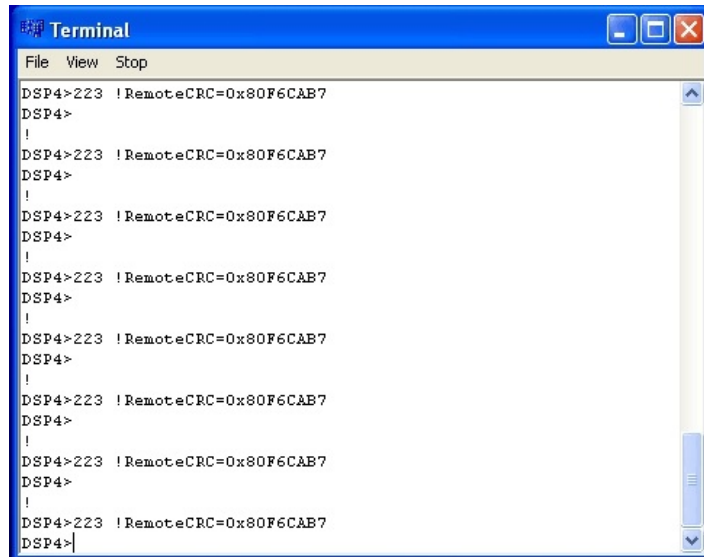 Terminal
File View Stop
DSP4>223 !RemoteCRC=0x80F6CAB7
DSP4>
!
DSP4>223 !RemoteCRC=0x80F6CAB7
DSP4>
!
DSP4>223 !RemoteCRC=0x80F6CAB7
DSP4>
!
DSP4>223 !RemoteCRC=0x80F6CAB7
DSP4>
!
DSP4>223 !RemoteCRC=0x80F6CAB7
DSP4>
!
DSP4>223 !RemoteCRC=0x80F6CAB7
DSP4>
!
DSP4>223 !RemoteCRC=0x80F6CAB7
DSP4>
!
DSP4>223 !RemoteCRC=0x80F6CAB7
DSP4>